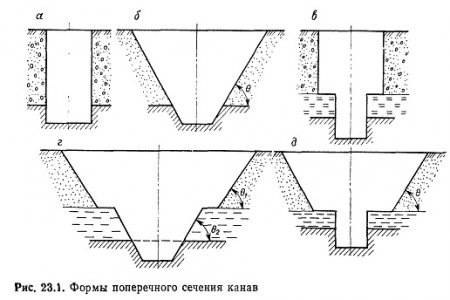 а б в
θ
г д
θ₁ θ
θ₂
Рис. 23.1. Формы поперечного сечения канав